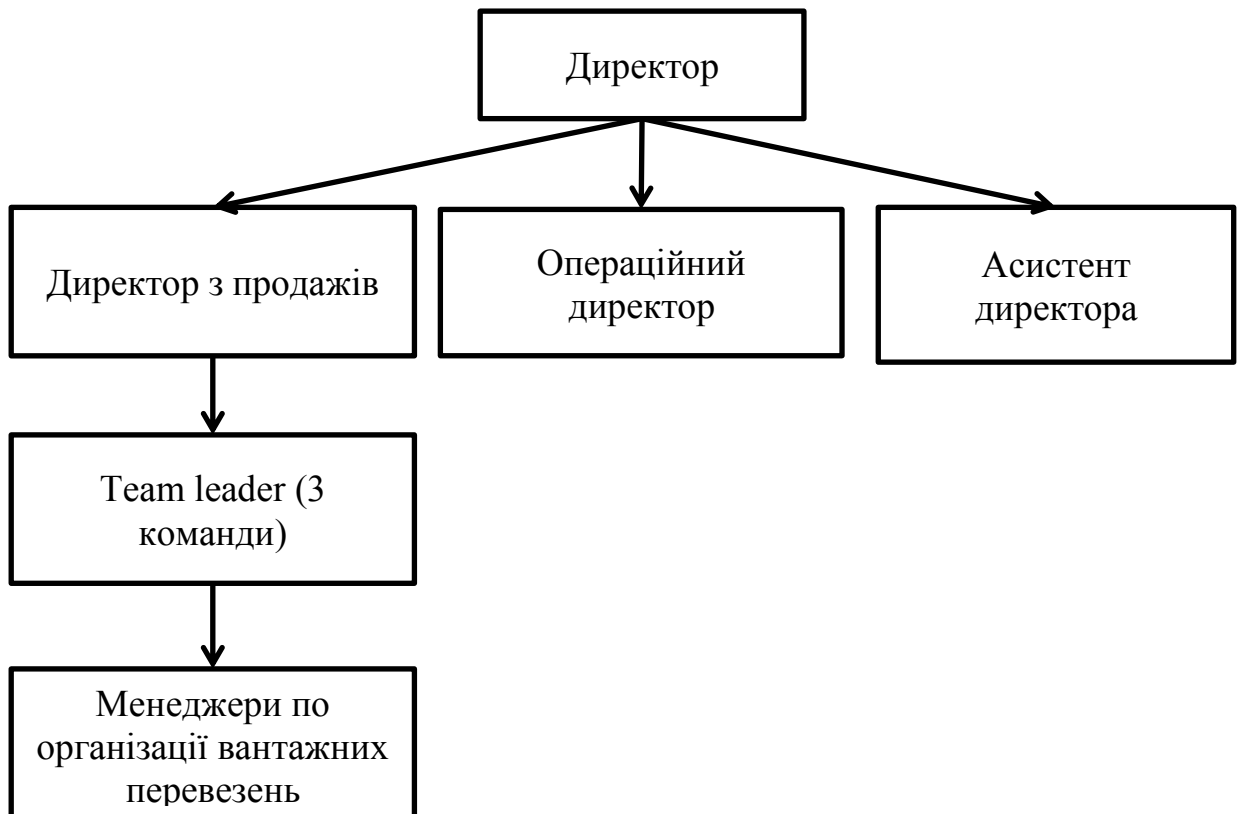 Директор
Директор з продажів
Операційний
директор
Асистент
директора
Team leader (3
команди)
Менеджери по
організації вантажних
перевезень